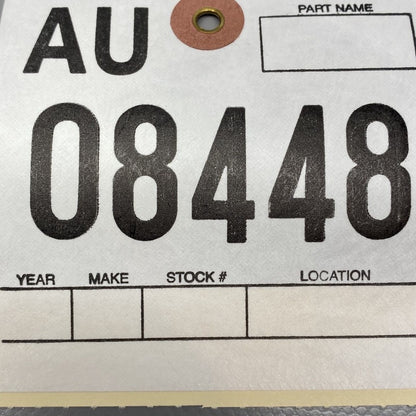 AU
PART NAME
08448
YEAR MAKE STOCK # LOCATION